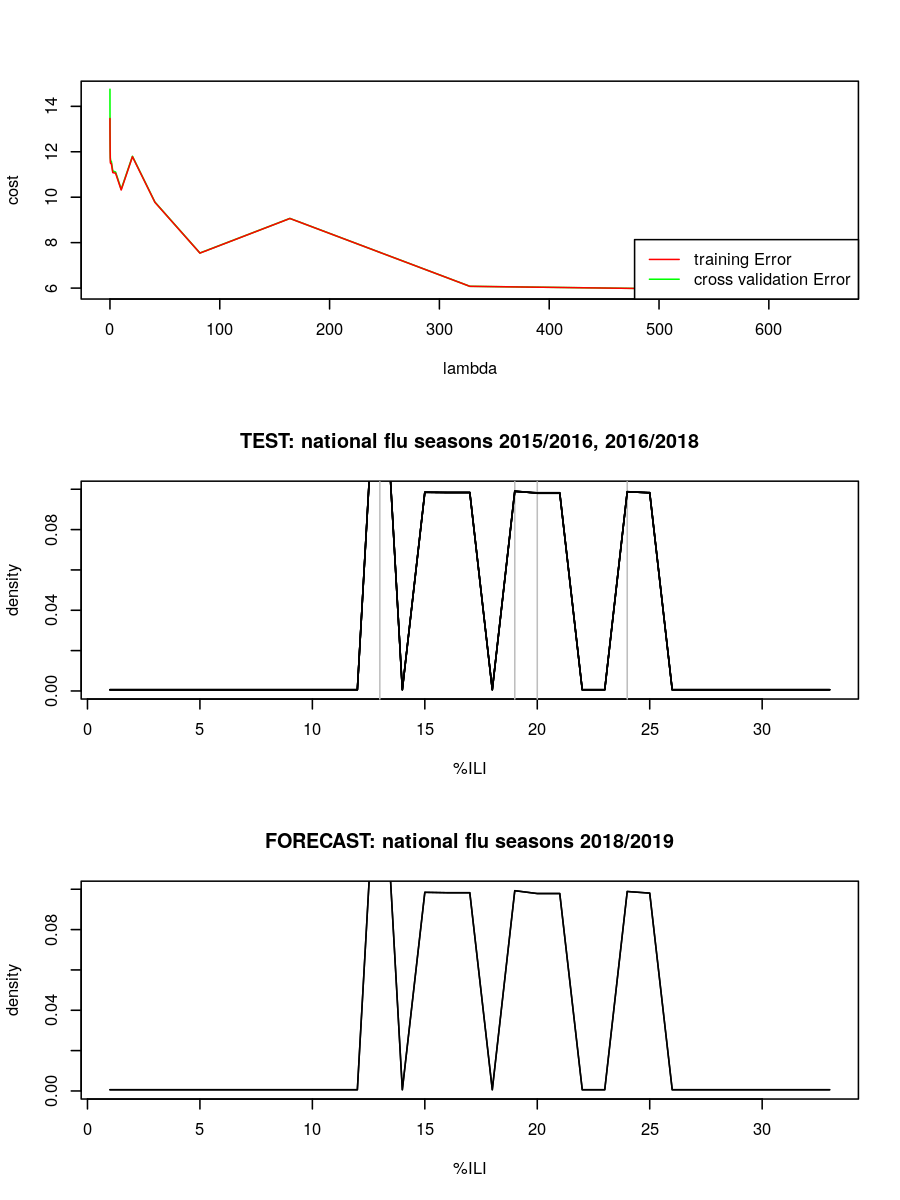 14
12
10
8
6
cost
training Error
cross validation Error
0 100 200 300 400 500 600
lambda
TEST: national flu seasons 2015/2016, 2016/2018
0.08
0.04
0.00
density
0 5 10 15 20 25 30
%ILI
FORECAST: national flu seasons 2018/2019
0.08
0.04
0.00
density
0 5 10 15 20 25 30
%ILI